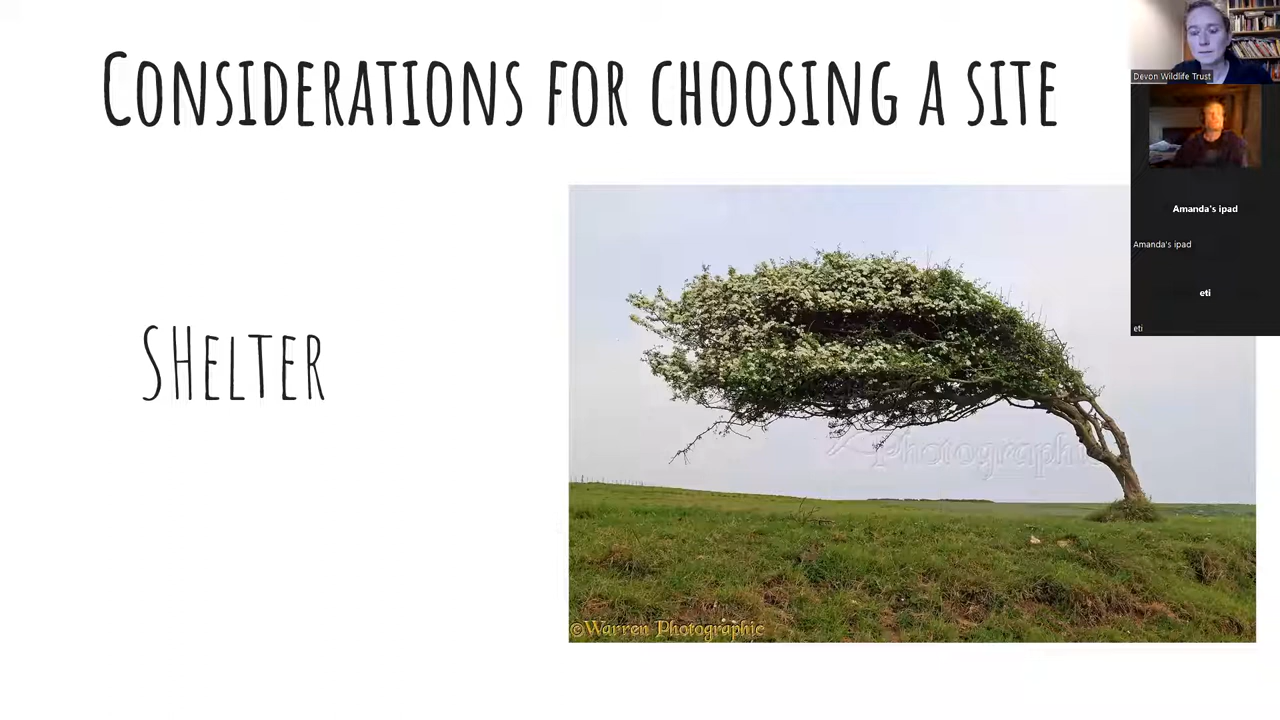 Considerations for choosing a site
Shelter
Devon Wildlife Trust
Amanda's ipad
Amanda's ipad
eti
eti
Photographic
©Warren Photographic